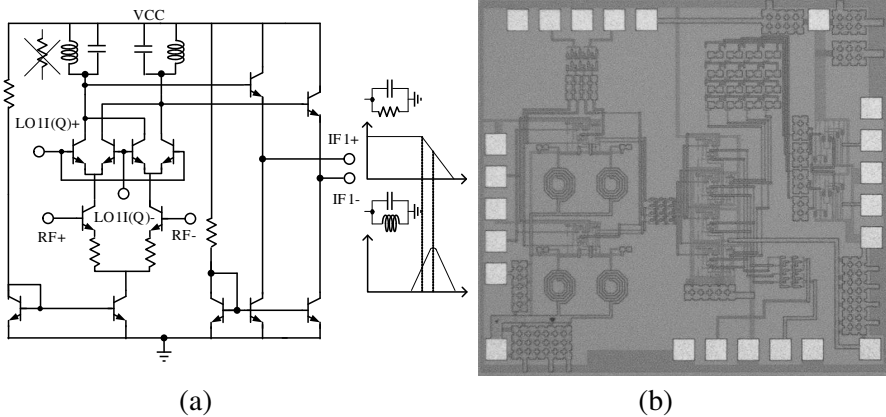 VCC
LO1I(Q)+
IF1+
IF1-
LO1I(Q)-
RF+
RF-
(a)
(b)